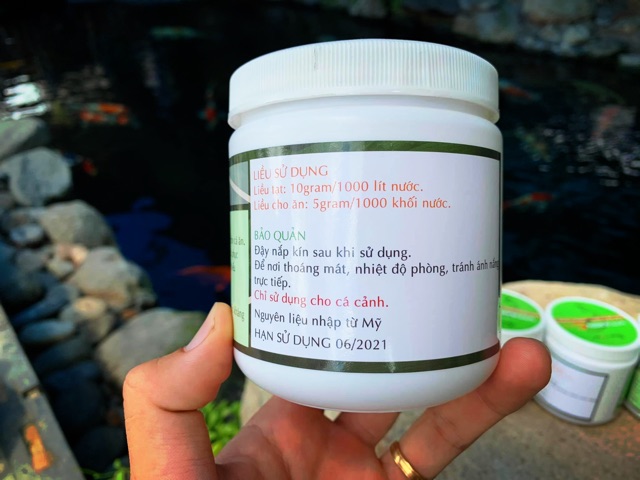 LIỀU SỬ DỤNG
Liều tạt: 10gram/1000 lít nước.
Liều cho ăn: 5gram/1000 khối nước.
BẢO QUẢN
Đậy nắp kín sau khi sử dụng.
Để nơi thoáng mát, nhiệt độ phòng, tránh ánh nắng
trực tiếp.
Chỉ sử dụng cho cá cảnh.
Nguyên liệu nhập từ Mỹ
HẠN SỬ DỤNG 06/2021